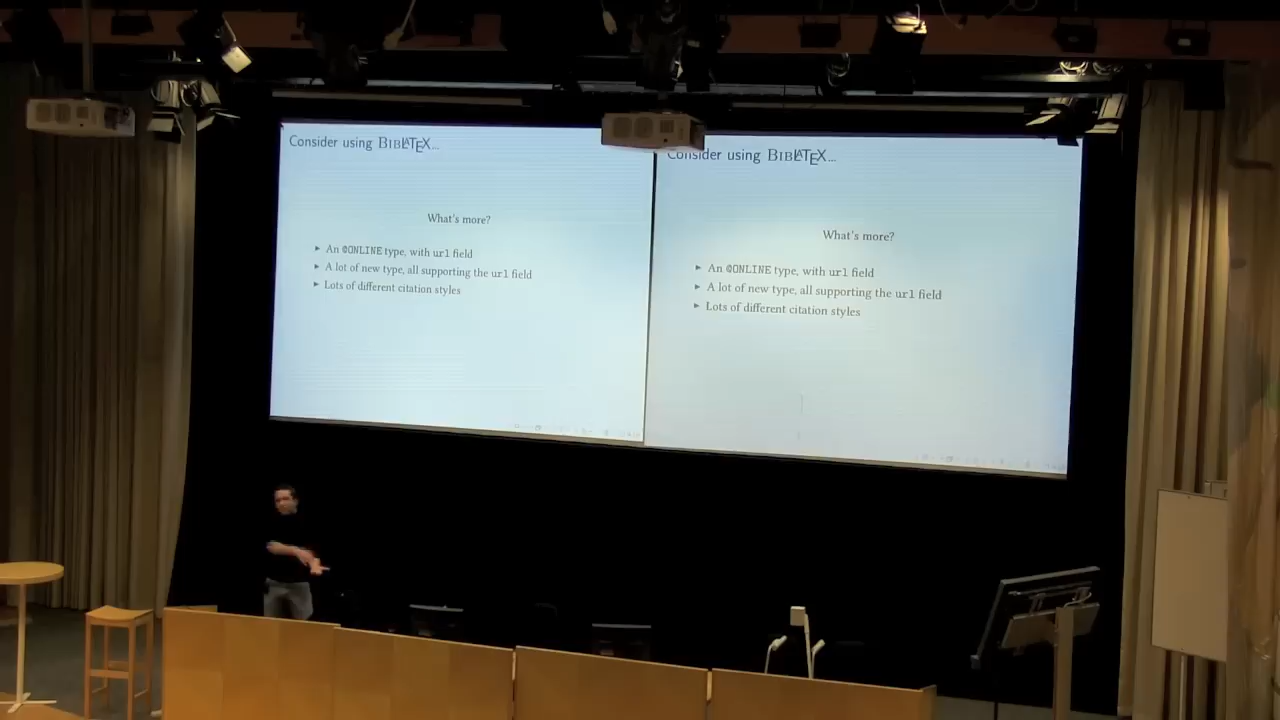 Consider using BIBLATEX...
What's more?
▸ An @ONLINE type, with url field
▸ A lot of new type, all supporting the url field
▸ Lots of different citation styles
Consider using BIBLATEX...
What's more?
▸ An @ONLINE type, with url field
▸ A lot of new type, all supporting the url field
▸ Lots of different citation styles